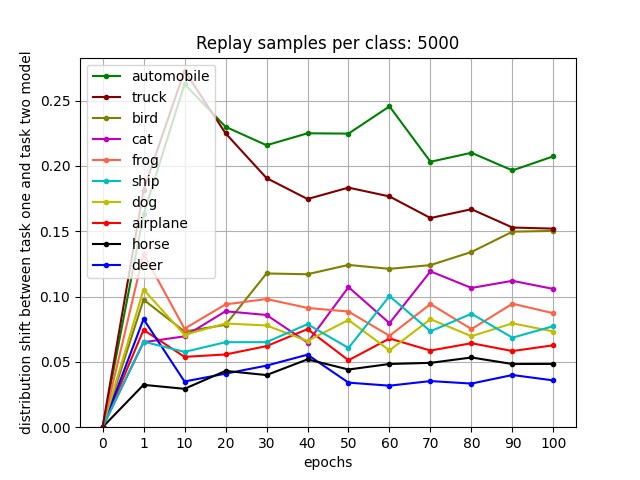 Replay samples per class: 5000
distribution shift between task one and task two model
0.25
0.20
0.15
0.10
0.05
0.00
automobile
truck
bird
cat
frog
ship
dog
airplane
horse
deer
0 1 10 20 30 40 50 60 70 80 90 100
epochs